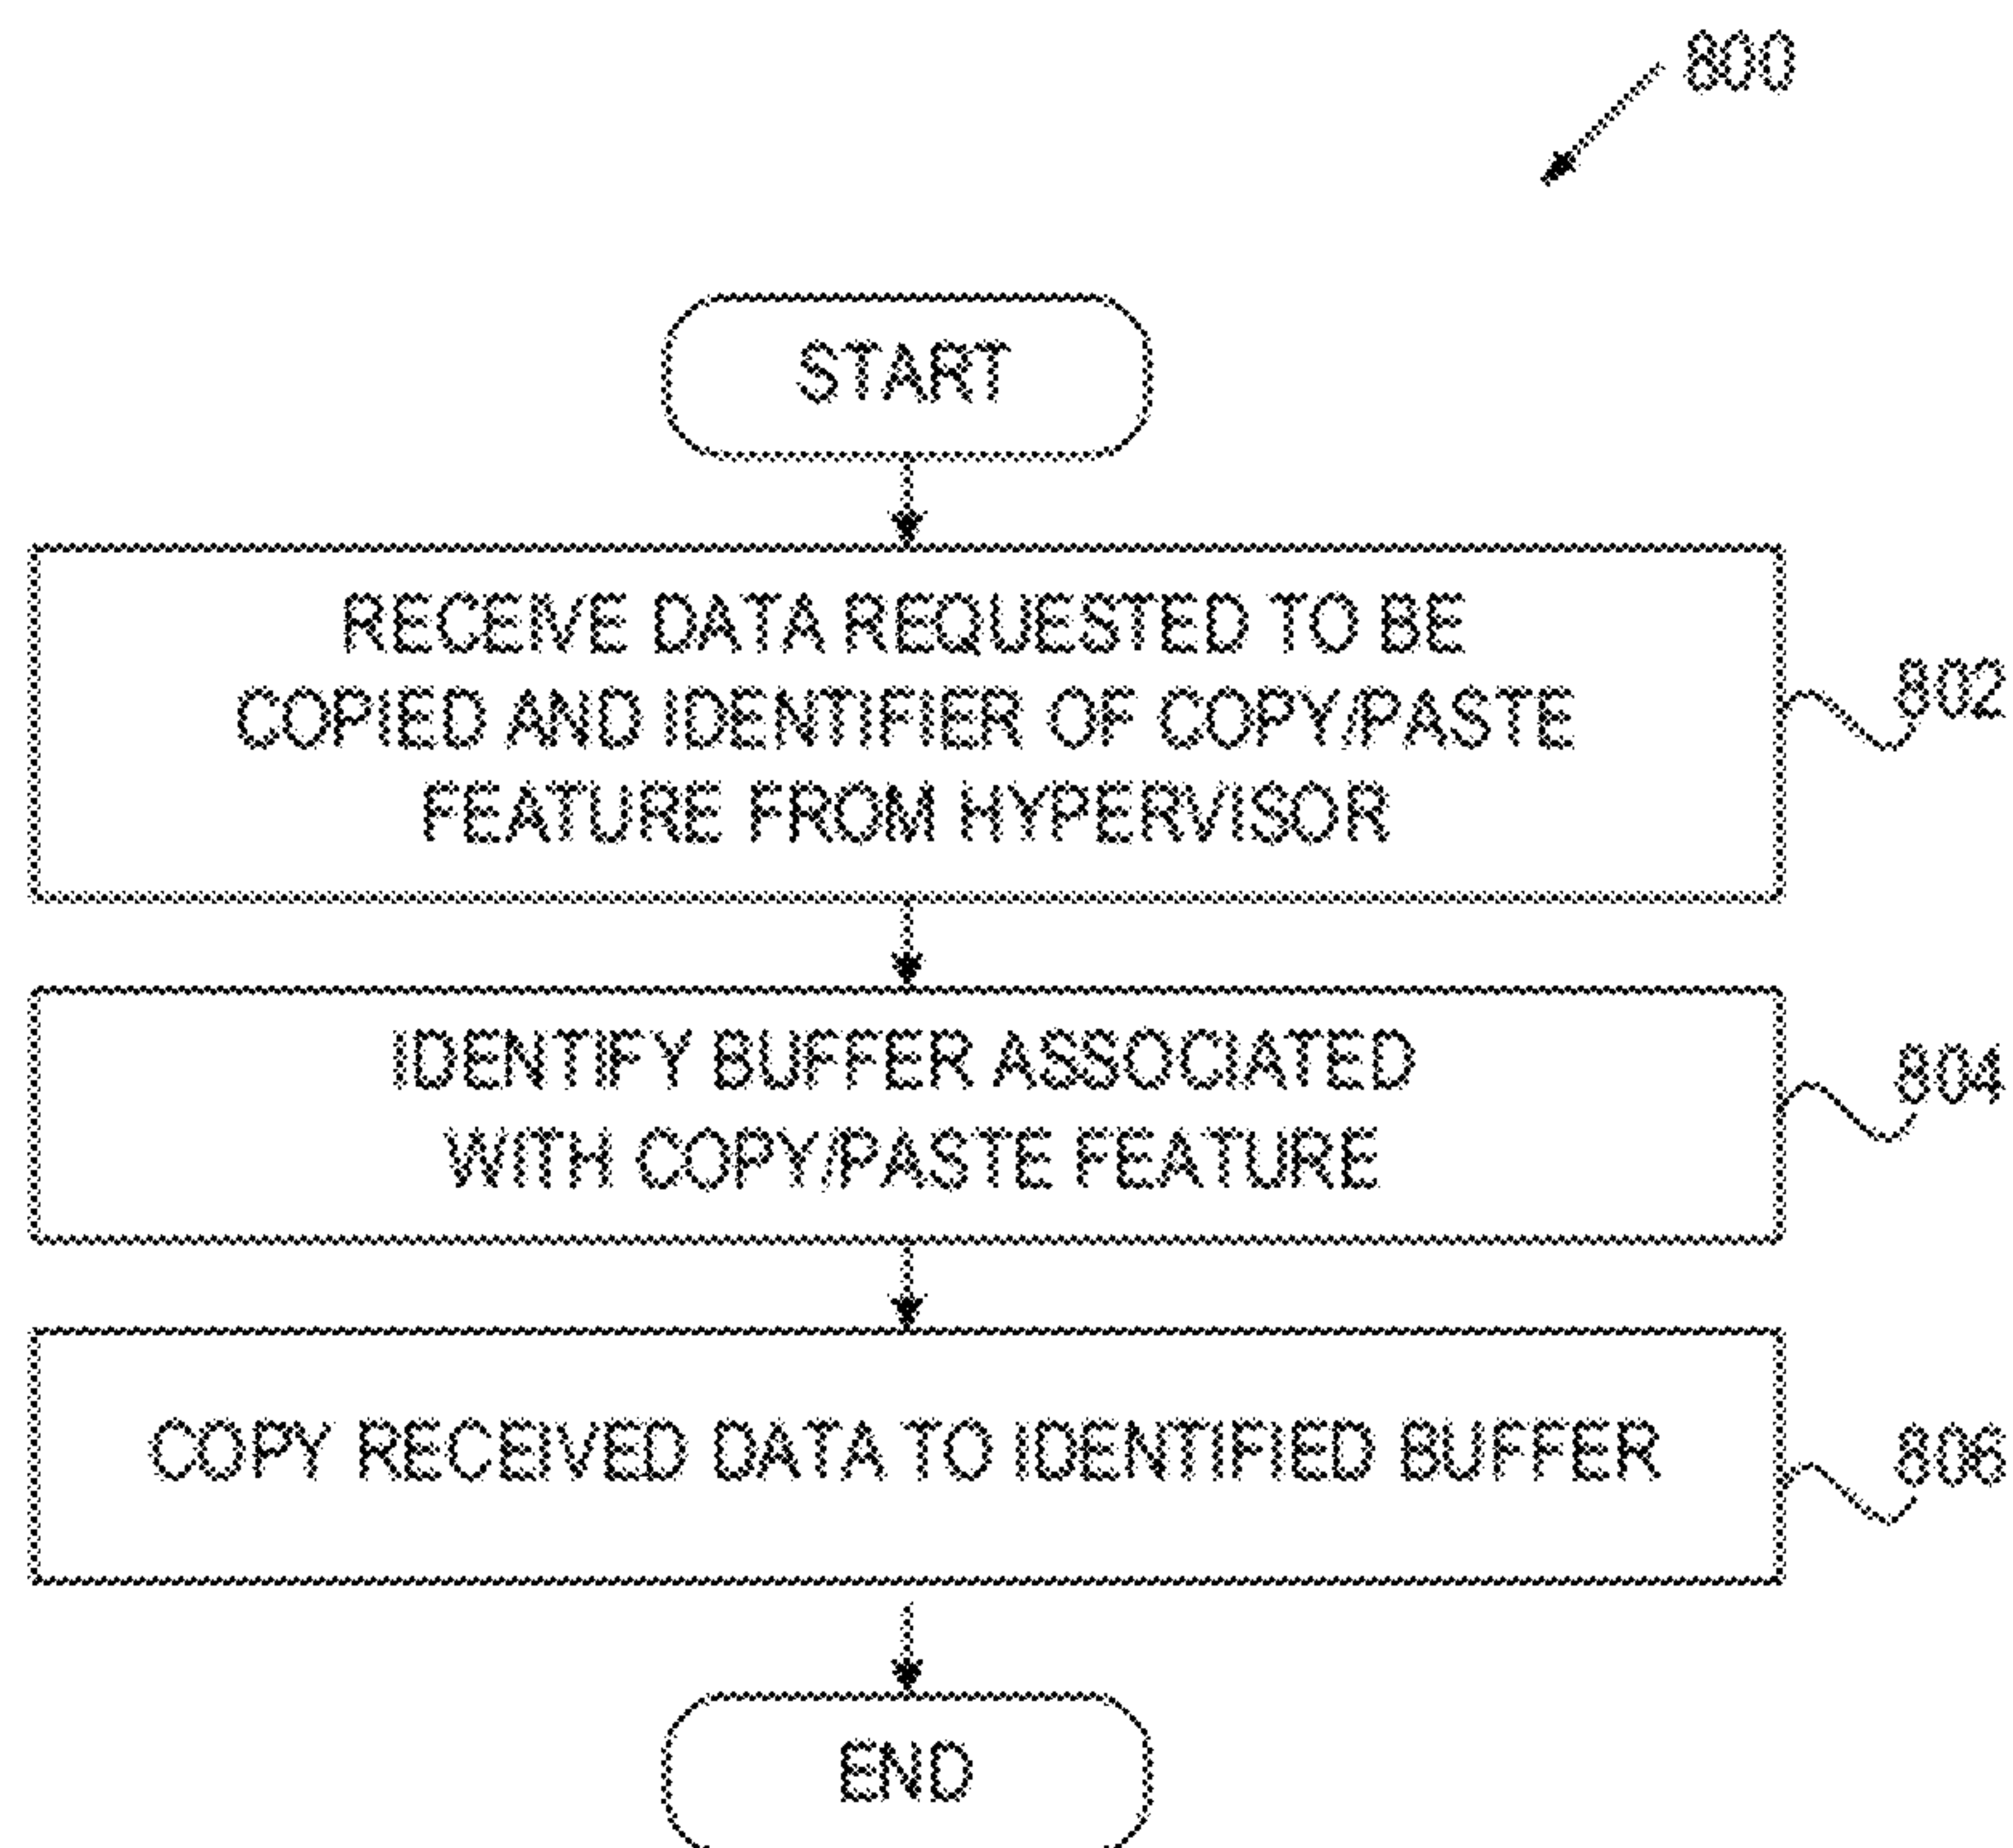 800
START
RECEIVE DATA REQUESTED TO BE
COPIED AND IDENTIFIER OF COPY/PASTE
FEATURE FROM HYPERVISOR
802
IDENTIFY BUFFER ASSOCIATED
WITH COPY/PASTE FEATURE
804
COPY RECEIVED DATA TO IDENTIFIED BUFFER
806
END